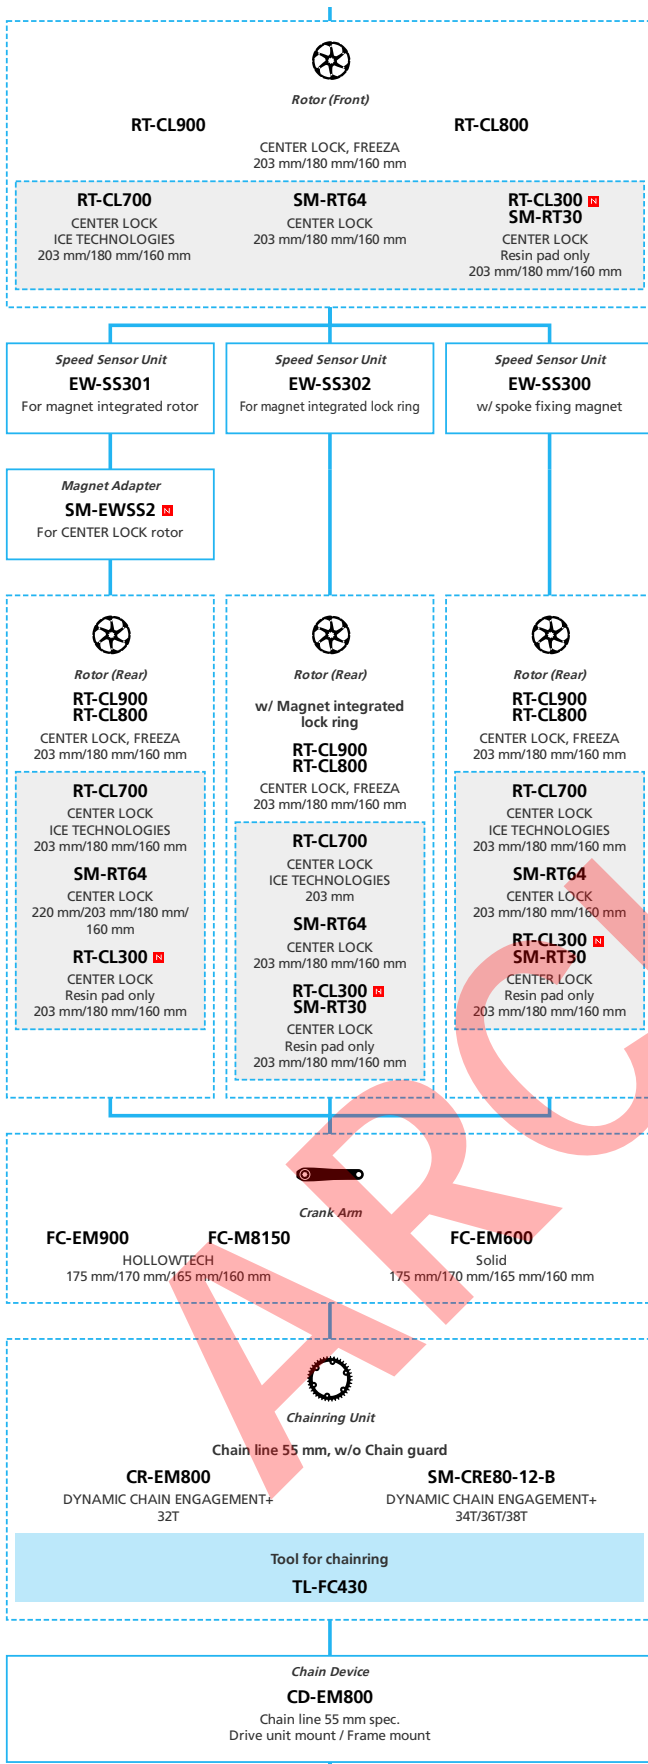 Rotor (Front)
RT-CL900
RT-CL800
CENTER LOCK, FREEZA
203 mm/180 mm/160 mm
RT-CL700
CENTER LOCK
ICE TECHNOLOGIES
203 mm/180 mm/160 mm
SM-RT64
CENTER LOCK
203 mm/180 mm/160 mm
RT-CL300 N
SM-RT30
CENTER LOCK
Resin pad only
203 mm/180 mm/160 mm
Speed Sensor Unit
EW-SS301
For magnet integrated rotor
Speed Sensor Unit
EW-SS302
For magnet integrated lock ring
Speed Sensor Unit
EW-SS300
w/ spoke fixing magnet
Magnet Adapter
SM-EWSS2 N
For CENTER LOCK rotor
Rotor (Rear)
RT-CL900
RT-CL800
CENTER LOCK, FREEZA
203 mm/180 mm/160 mm
RT-CL700
CENTER LOCK
ICE TECHNOLOGIES
203 mm/180 mm/160 mm
SM-RT64
CENTER LOCK
220 mm/203 mm/180 mm/
160 mm
RT-CL300 N
CENTER LOCK
Resin pad only
203 mm/180 mm/160 mm
Rotor (Rear)
w/ Magnet integrated
lock ring
RT-CL900
RT-CL800
CENTER LOCK, FREEZA
203 mm/180 mm/160 mm
RT-CL700
CENTER LOCK
ICE TECHNOLOGIES
203 mm
SM-RT64
CENTER LOCK
203 mm/180 mm/160 mm
RT-CL300 N
SM-RT30
CENTER LOCK
Resin pad only
203 mm/180 mm/160 mm
Rotor (Rear)
RT-CL900
RT-CL800
CENTER LOCK, FREEZA
203 mm/180 mm/160 mm
RT-CL700
CENTER LOCK
ICE TECHNOLOGIES
203 mm/180 mm/160 mm
SM-RT64
CENTER LOCK
203 mm/180 mm/160 mm
RT-CL300 N
SM-RT30
CENTER LOCK
Resin pad only
203 mm/180 mm/160 mm
Crank Arm
FC-EM900
FC-M8150
HOLLOWTECH
175 mm/170 mm/165 mm/160 mm
FC-EM600
Solid
175 mm/170 mm/165 mm/160 mm
Chainring Unit
Chain line 55 mm, w/o Chain guard
CR-EM800
DYNAMIC CHAIN ENGAGEMENT+
32T
SM-CRE80-12-B
DYNAMIC CHAIN ENGAGEMENT+
34T/36T/38T
Tool for chainring
TL-FC430
Chain Device
CD-EM800
Chain line 55 mm spec.
Drive unit mount / Frame mount